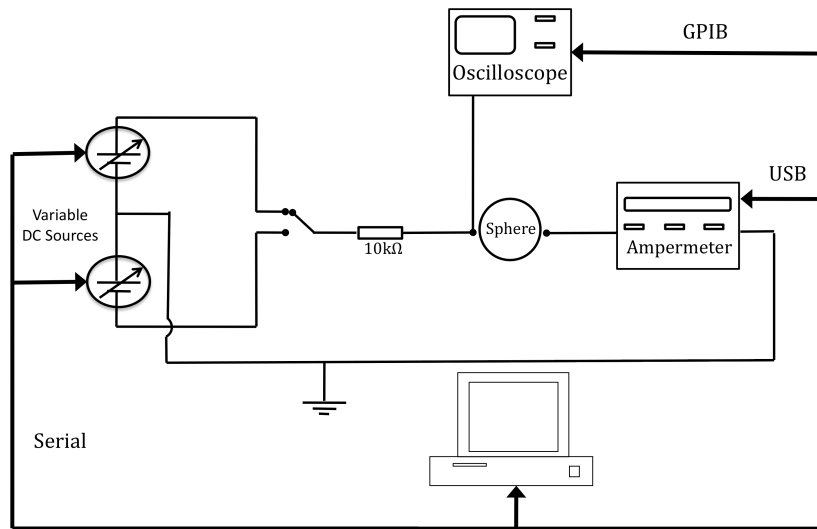 GPIB
Oscilloscope
USB
Variable
DC Sources
Sphere
10kΩ
Ampermeter
Serial